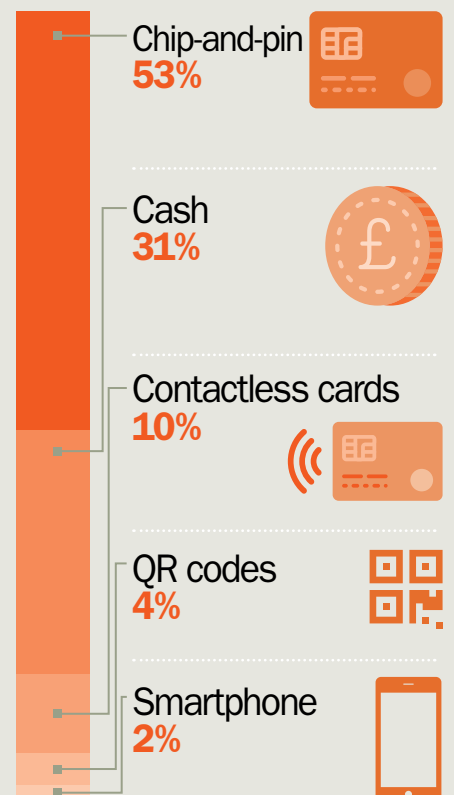 Chip-and-pin
53%
Cash
£
31%
Contactless cards
10%
QR codes
4%
Smartphone
2%